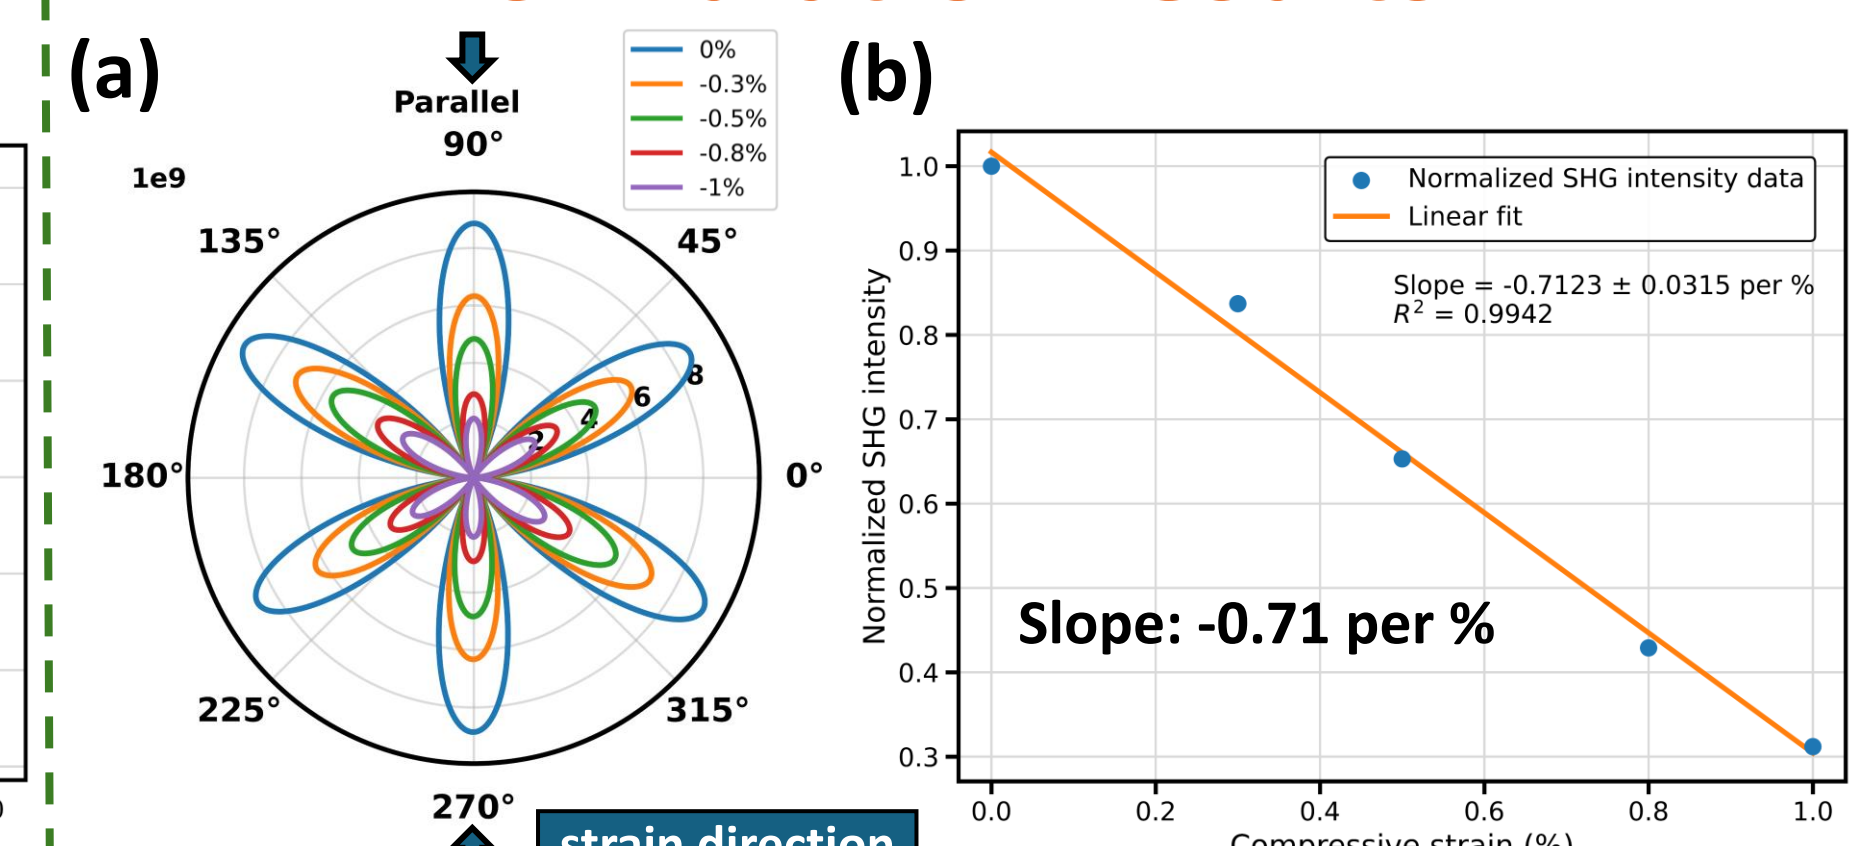 (a)
Parallel
90°
1e9
135°
45°
180°
0°
225°
315°
270°
2
4
6
8
0%
-0.3%
-0.5%
-0.8%
-1%
strain direction
(b)
Normalized SHG intensity
1.0
0.9
0.8
0.7
0.6
0.5
0.4
0.3
Normalized SHG intensity data
Linear fit
Slope = -0.7123 ± 0.0315 per %
R² = 0.9942
Slope: -0.71 per %
0.0
0.2
0.4
0.6
0.8
1.0
Compressive strain (%)